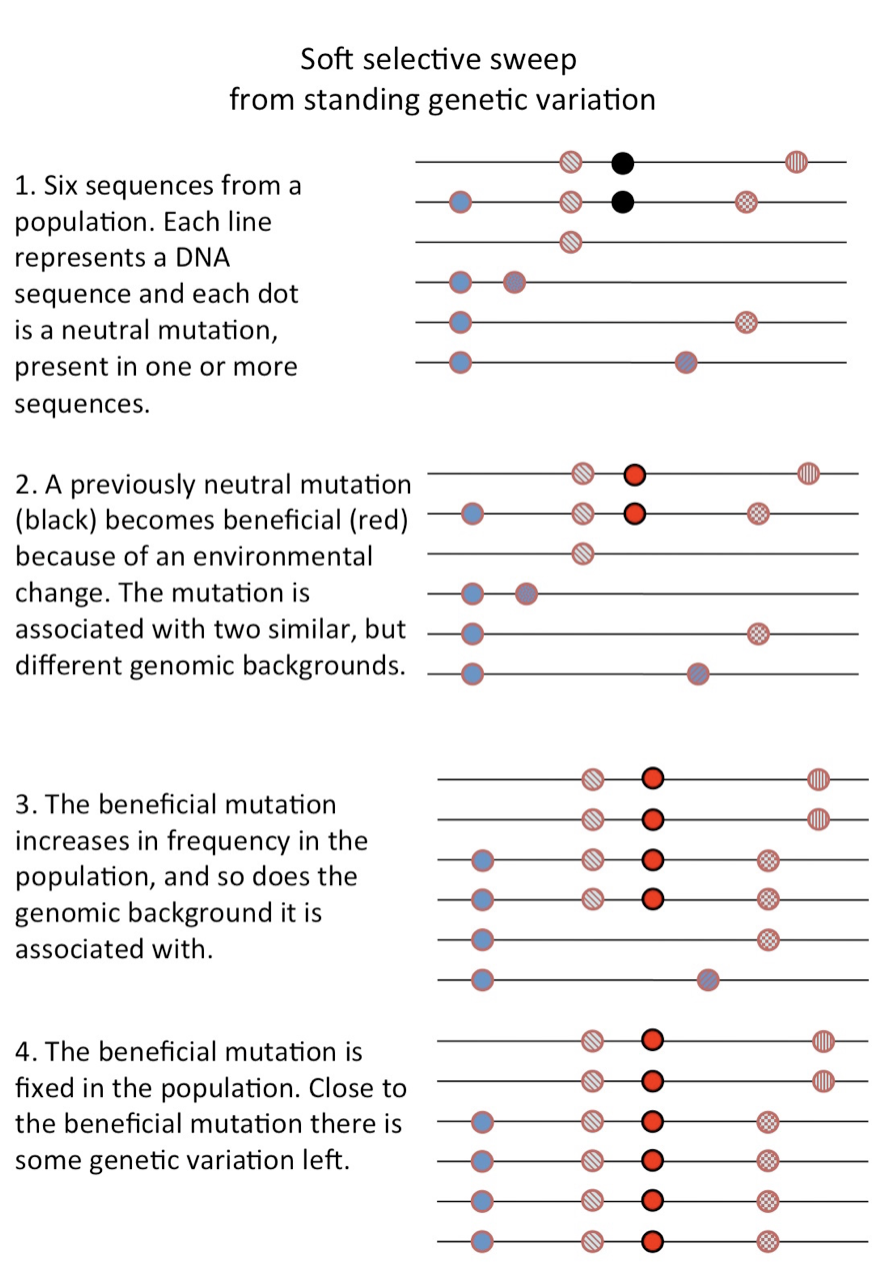 Soft selective sweep
from standing genetic variation
1. Six sequences from a
population. Each line
represents a DNA
sequence and each dot
is a neutral mutation,
present in one or more
sequences.
2. A previously neutral mutation
(black) becomes beneficial (red)
because of an environmental
change. The mutation is
associated with two similar, but
different genomic backgrounds.
3. The beneficial mutation
increases in frequency in the
population, and so does the
genomic background it is
associated with.
4. The beneficial mutation is
fixed in the population. Close to
the beneficial mutation there is
some genetic variation left.